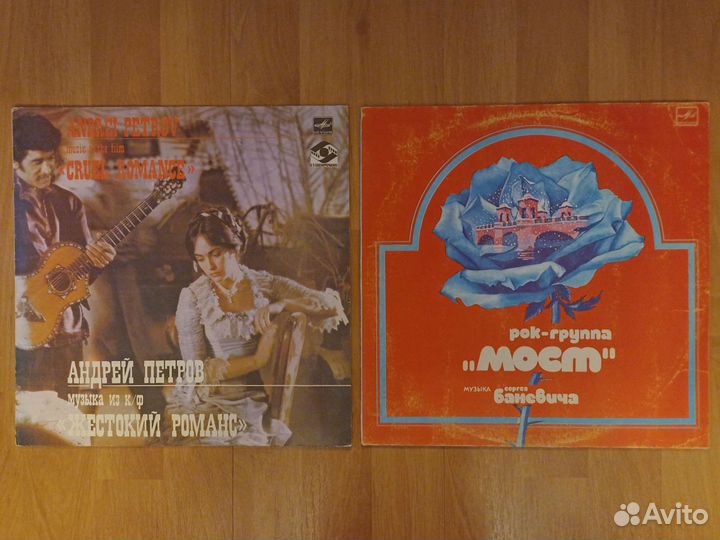 ANDREI PETROV
music to the film
«CRUEL ROMANCE»
АНДРЕЙ ПЕТРОВ
музыка из к/ф
«ЖЕСТОКИЙ РОМАНС»
рок-группа
„МОСТ"
МУЗЫКА сергея
баневича
Avito